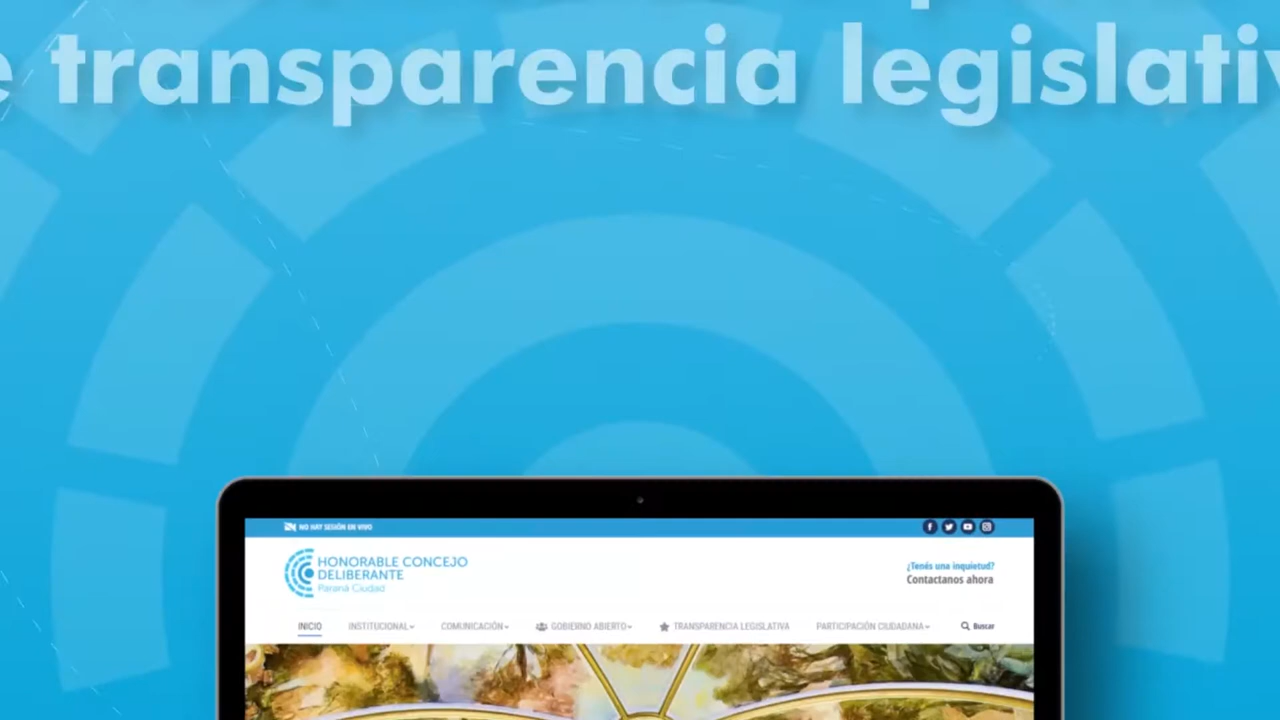 e transparencia legislativ
NO HAY SESIÓN EN VIVO
HONORABLE CONCEJO
DELIBERANTE
Paraná Ciudad
¿Tenés una inquietud?
Contactanos ahora
INICIO INSTITUCIONAL COMUNICACIÓN GOBIERNO ABIERTO TRANSPARENCIA LEGISLATIVA PARTICIPACIÓN CIUDADANA Buscar